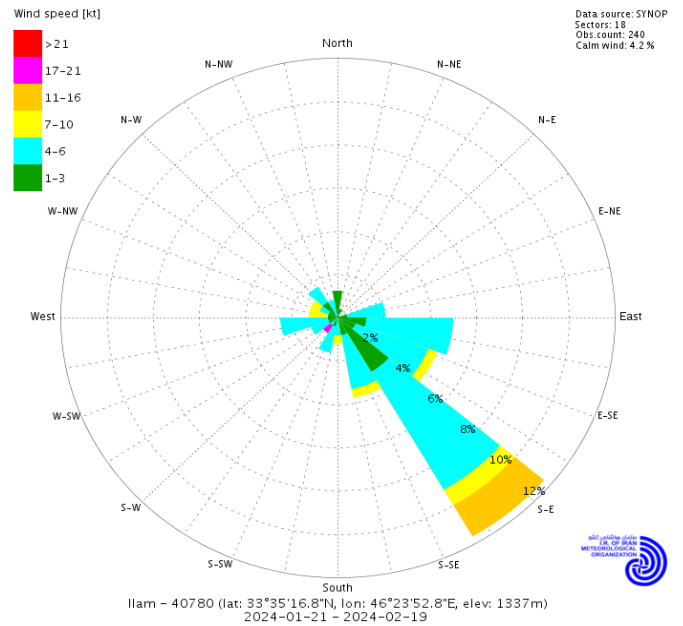 Wind speed [kt]
>21
17-21
11-16
7-10
4-6
1-3
Data source: SYNOP
Sectors: 18
Obs.count: 240
Calm wind: 4.2 %
North
N-NW
N-NE
N-W
N-E
W-NW
E-NE
West
East
2%
4%
6%
8%
10%
12%
W-SW
E-SE
S-W
S-E
S-SW
S-SE
South
I.R. OF IRAN
METEOROLOGICAL
ORGANIZATION
Ilam - 40780 (lat: 33°35'16.8"N, lon: 46°23'52.8"E, elev: 1337m)
2024-01-21 - 2024-02-19